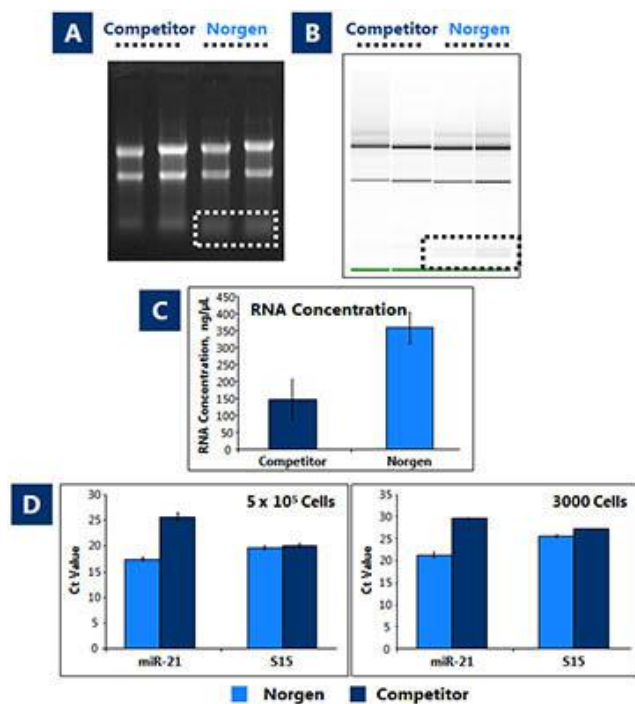 A Competitor Norgen
B Competitor Norgen
C RNA Concentration
RNA Concentration, ng/µL
450
400
350
300
250
200
150
100
50
0
Competitor Norgen
D 5 x 10⁵ Cells
Ct Value
30
25
20
15
10
5
0
miR-21 S15
3000 Cells
Ct Value
35
30
25
20
15
10
5
0
miR-21 S15
Norgen Competitor